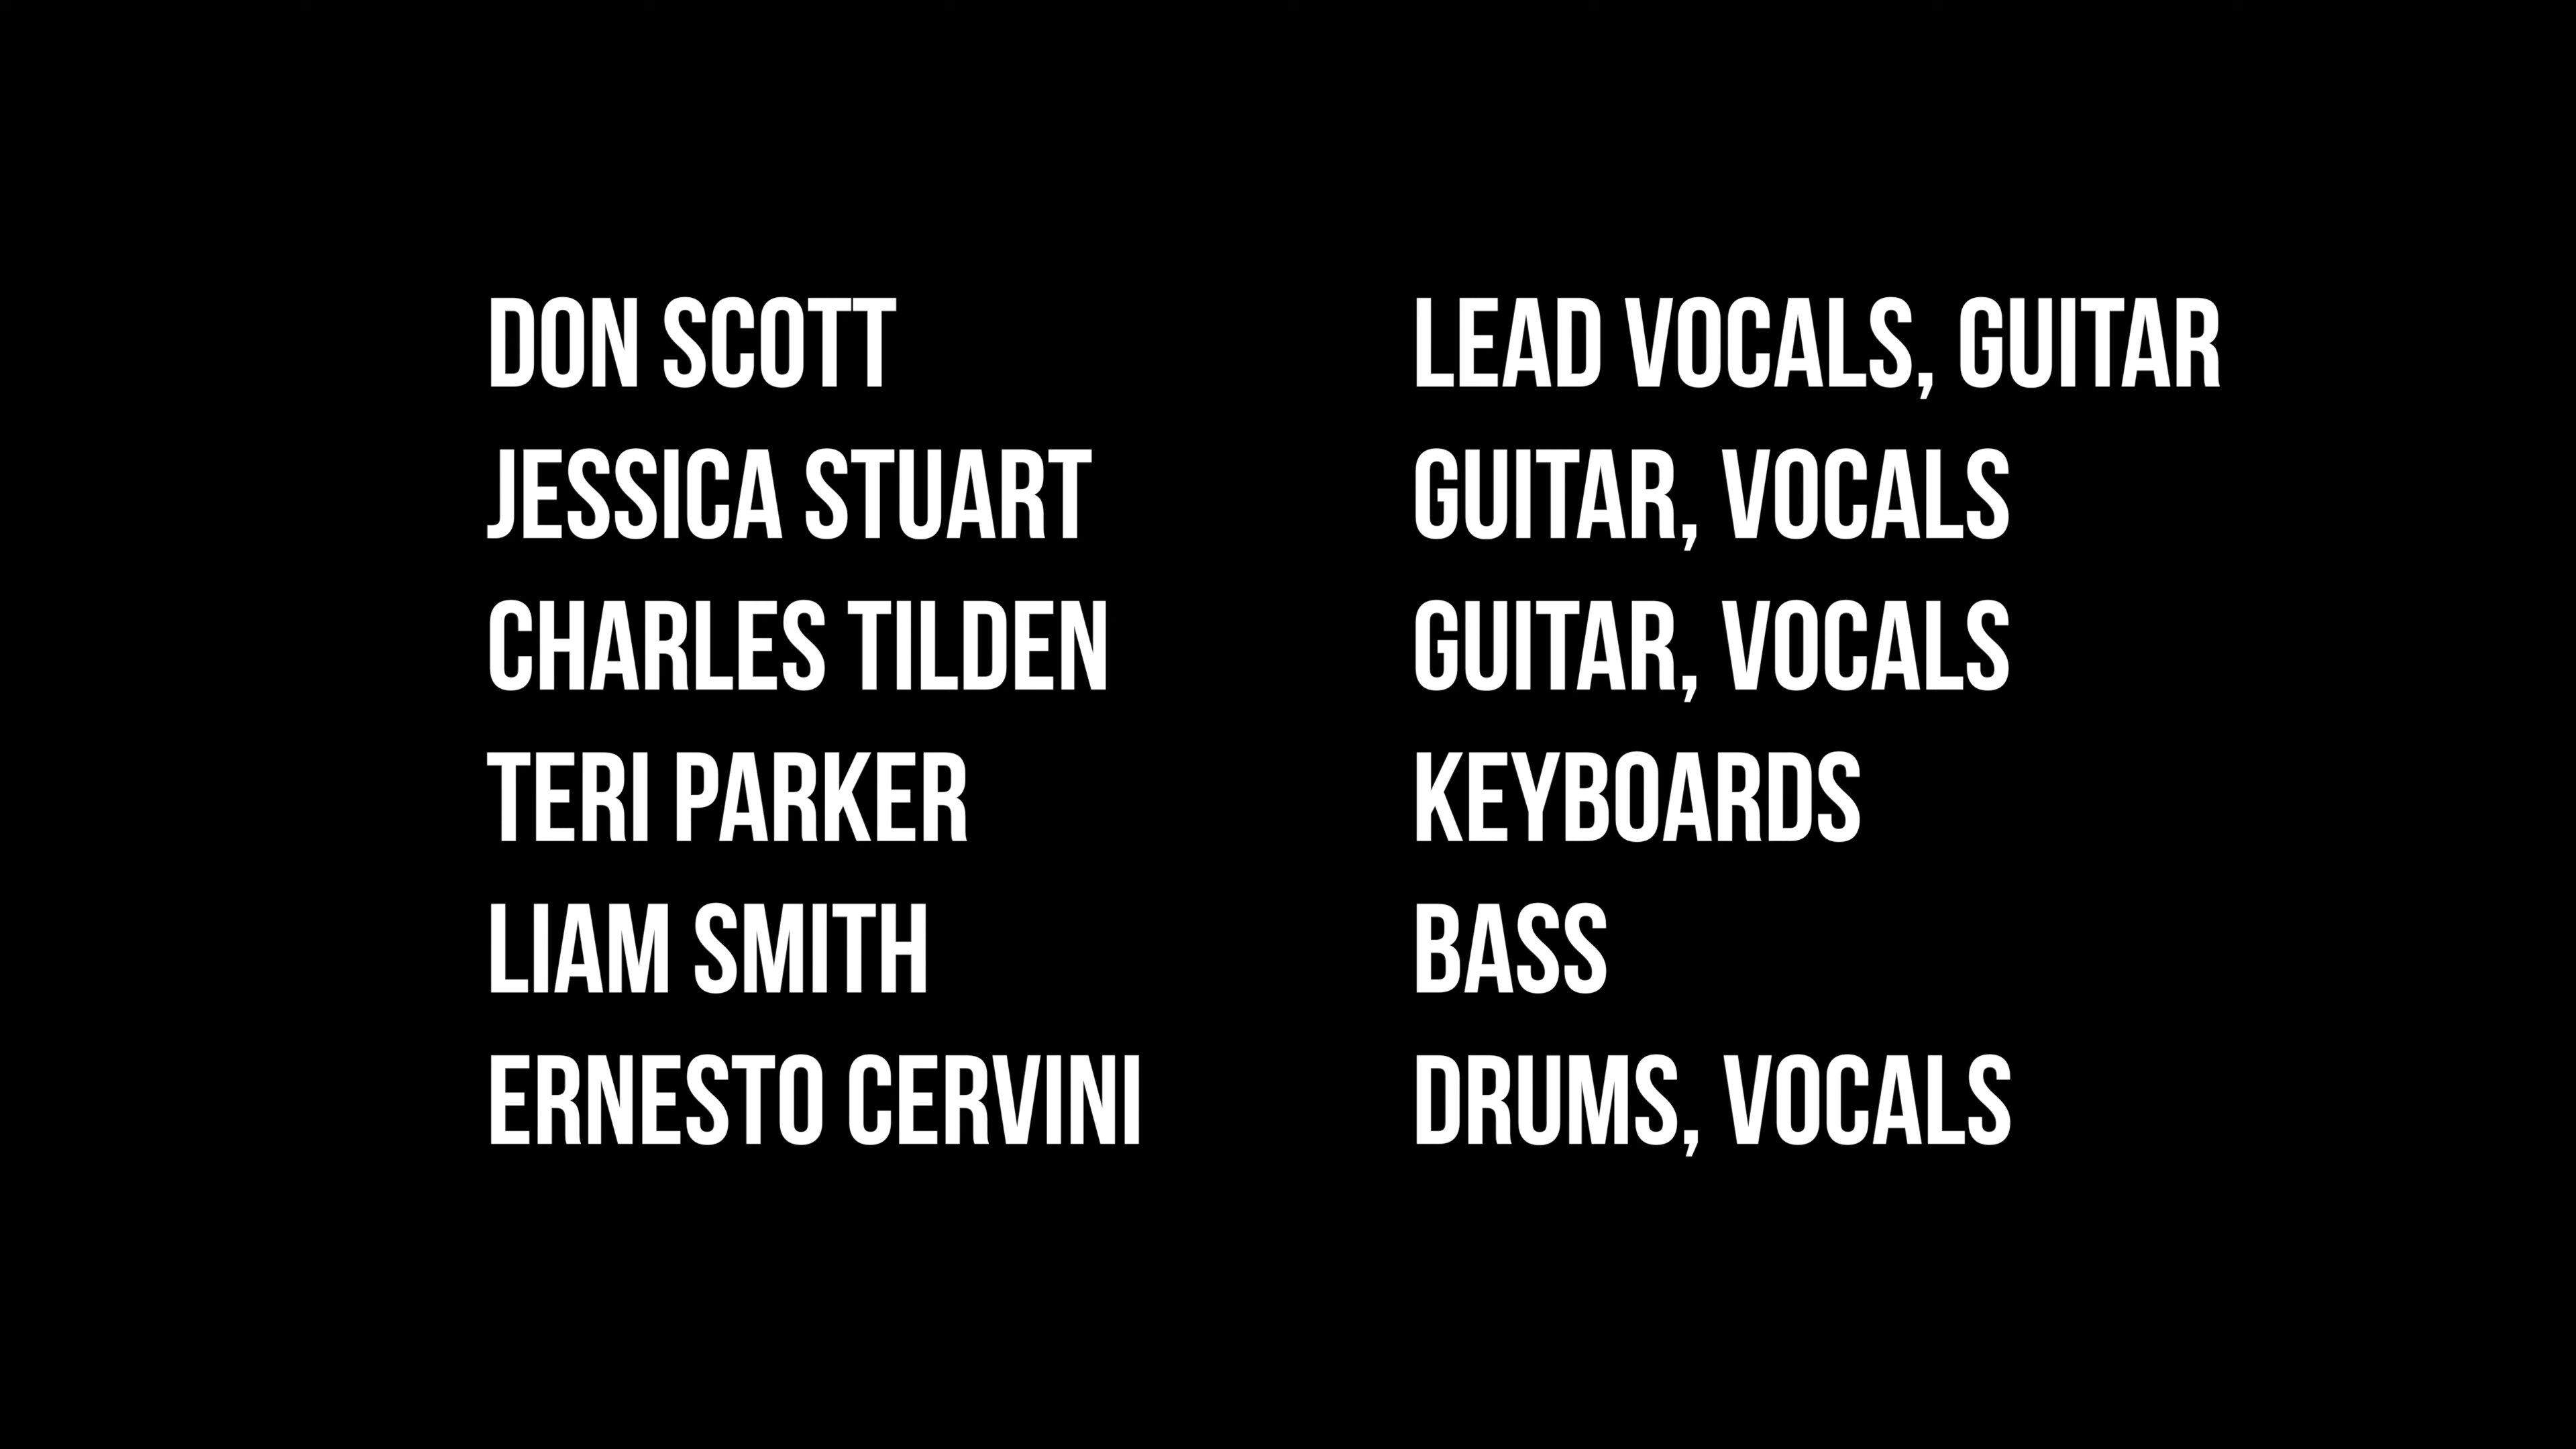 DON SCOTT LEAD VOCALS, GUITAR
JESSICA STUART GUITAR, VOCALS
CHARLES TILDEN GUITAR, VOCALS
TERI PARKER KEYBOARDS
LIAM SMITH BASS
ERNESTO CERVINI DRUMS, VOCALS